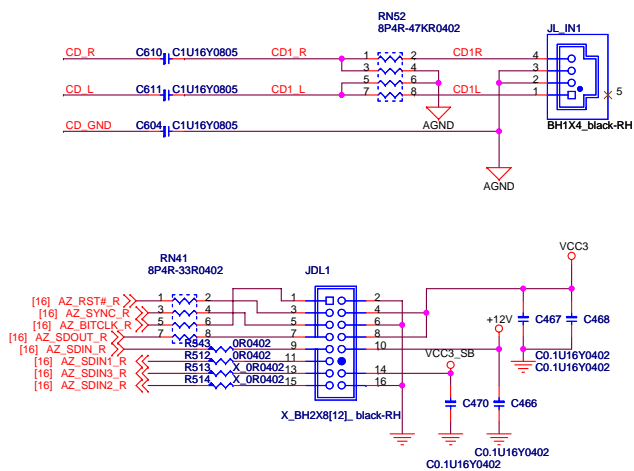 RN52
8P4R-47KR0402
JL_IN1
CD_R C610 C1U16Y0805 CD1_R 1 2 CD1R 4
3 4 3
5 6 2
CD_L C611 C1U16Y0805 CD1_L 7 8 CD1L 1 5
CD_GND C604 C1U16Y0805 AGND BH1X4_black-RH
AGND
VCC3
RN41
8P4R-33R0402 JDL1
[16] AZ_RST#_R 1 2 1 2
[16] AZ_SYNC_R 3 4 3 4 +12V C467 C468
[16] AZ_BITCLK_R 5 6 5 6
[16] AZ_SDOUT_R 7 8 7 8
[16] AZ_SDIN_R R543 0R0402 9 10
[16] AZ_SDIN1_R R512 0R0402 11 VCC3_SB C0.1U16Y0402
[16] AZ_SDIN3_R R513 X_0R0402 13 14 C0.1U16Y0402
[16] AZ_SDIN2_R R514 X_0R0402 15 16
C470 C466
X_BH2X8[12]_ black-RH
C0.1U16Y0402
C0.1U16Y0402